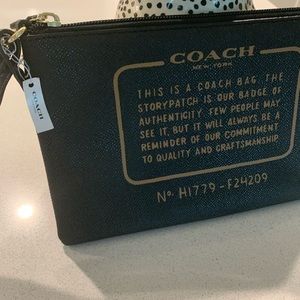 COACH
NEW YORK
THIS IS A COACH BAG. THE
STORYPATCH IS OUR BADGE OF
AUTHENTICITY. FEW PEOPLE MAY
SEE IT, BUT IT WILL ALWAYS BE A
REMINDER OF OUR COMMITMENT
TO QUALITY AND CRAFTSMANSHIP
No. H1779-F24209
COACH